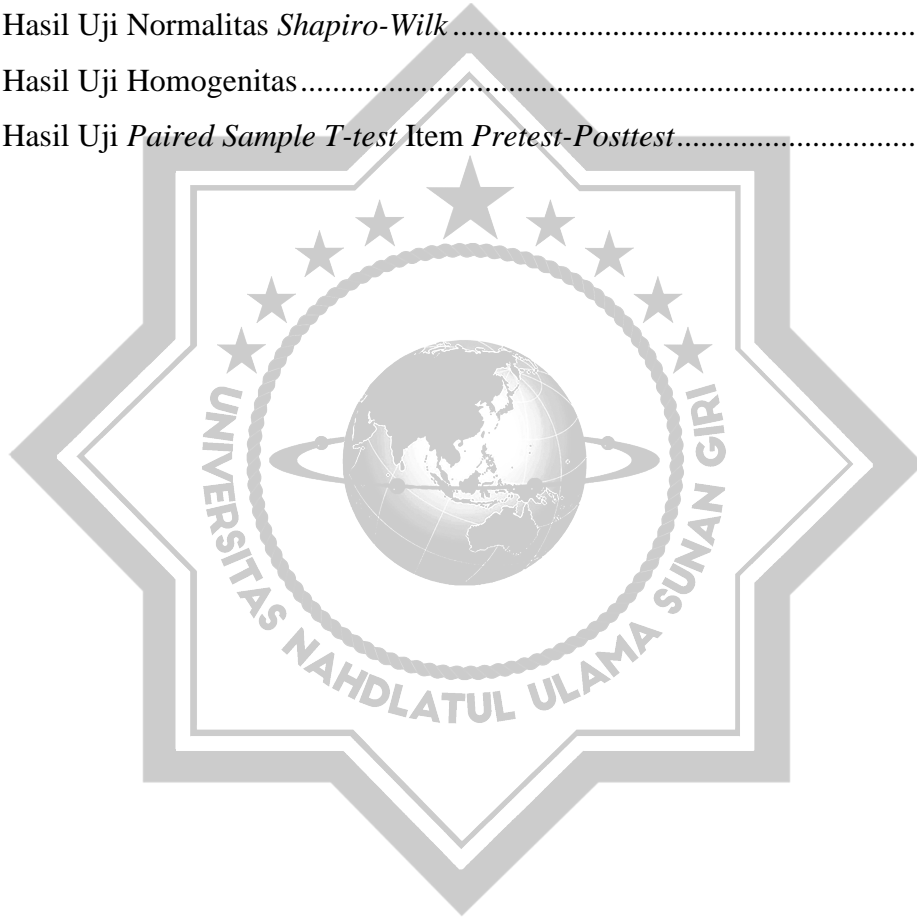 Hasil Uji Normalitas Shapiro-Wilk.......................................................................
Hasil Uji Homogenitas...............................................................................................
Hasil Uji Paired Sample T-test Item Pretest-Posttest....................................
UNIVERSITAS NAHDLATUL ULAMA SUNAN GIRI